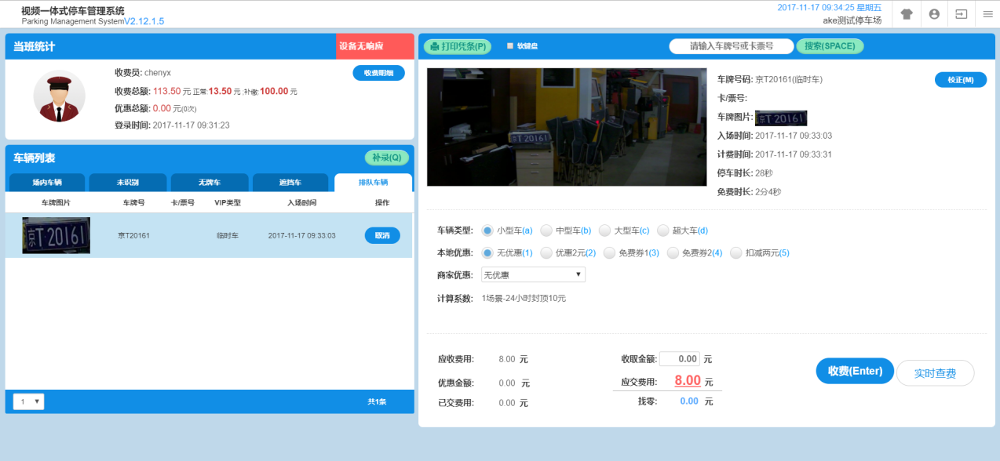 视频一体式停车管理系统
Parking Management SystemV2.12.1.5
2017-11-17 09:34:25 星期五
ake测试停车场
当班统计
设备无响应
收费员: chenyx
收费明细
收费总额: 113.50 元 正常:13.50 元 ;补缴:100.00 元
优惠总额: 0.00 元(0次)
登录时间: 2017-11-17 09:31:23
车辆列表
补录(Q)
场内车辆 未识别 无牌车 遮挡车 排队车辆
车牌图片 车牌号 卡/票号 VIP类型 入场时间 操作
京T·20161 京T20161 临时车 2017-11-17 09:33:03 取消
1 共1条
打印凭条(P) 软键盘 请输入车牌号或卡票号 搜索(SPACE)
京T 20161
车牌号码: 京T20161(临时车)
校正(M)
卡/票号:
车牌图片: 京T 20161
入场时间: 2017-11-17 09:33:03
计费时间: 2017-11-17 09:33:31
停车时长: 28秒
免费时长: 2分4秒
车辆类型: 小型车(a) 中型车(b) 大型车(c) 超大车(d)
本地优惠: 无优惠(1) 优惠2元(2) 免费券1(3) 免费券2(4) 扣减两元(5)
商家优惠: 无优惠
计算系数: 1场景-24小时封顶10元
应收费用: 8.00 元
优惠金额: 0.00 元
已交费用: 0.00 元
收取金额: 0.00 元
应交费用: 8.00 元
找零: 0.00 元
收费(Enter)
实时查费